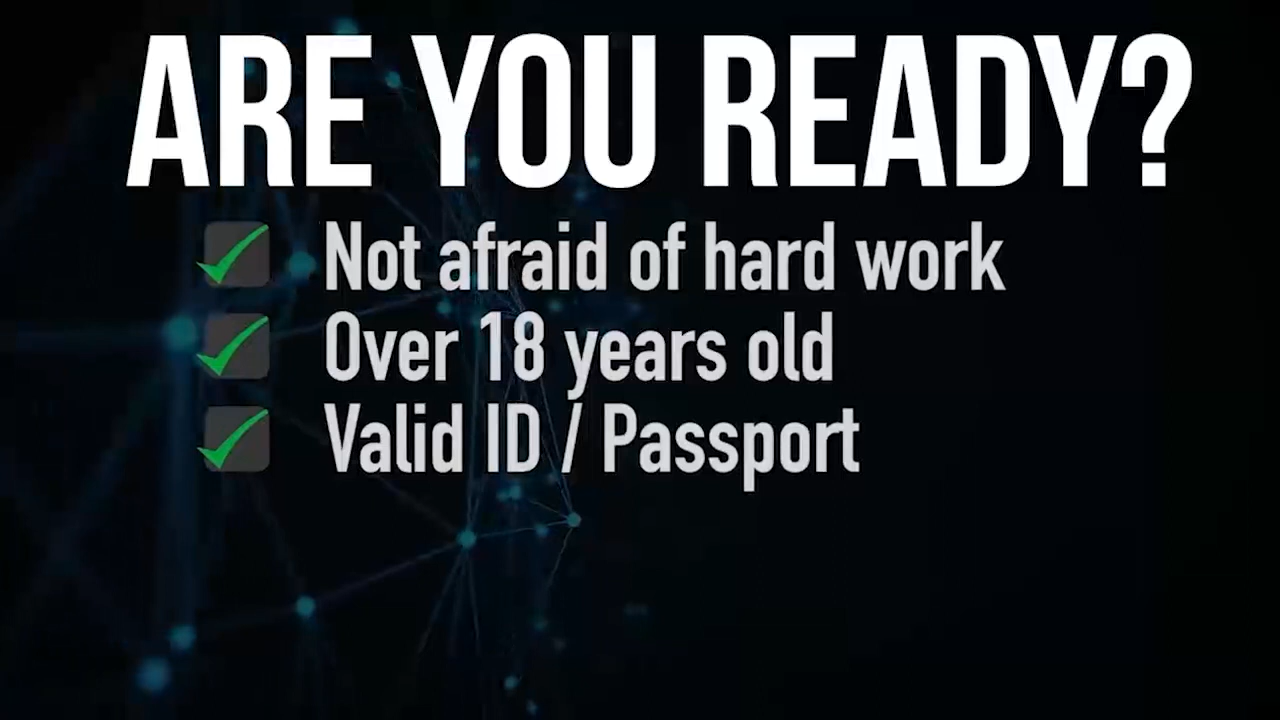 ARE YOU READY?
Not afraid of hard work
Over 18 years old
Valid ID / Passport